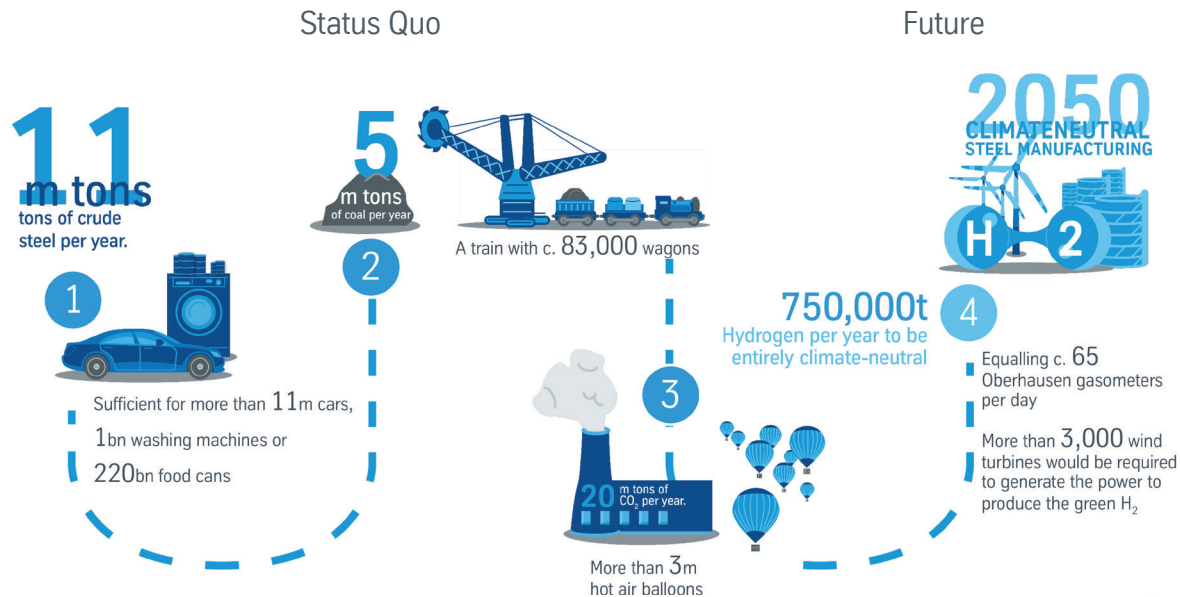 Status Quo
Future
11
m tons
tons of crude
steel per year.
1
Sufficient for more than 11m cars,
1bn washing machines or
220bn food cans
5
m tons
of coal per year
2
A train with c. 83,000 wagons
3
20 m tons of
CO₂ per year.
More than 3m
hot air balloons
2050
CLIMATENEUTRAL
STEEL MANUFACTURING
H 2
750,000t
Hydrogen per year to be
entirely climate-neutral
4
Equalling c. 65
Oberhausen gasometers
per day
More than 3,000 wind
turbines would be required
to generate the power to
produce the green H₂